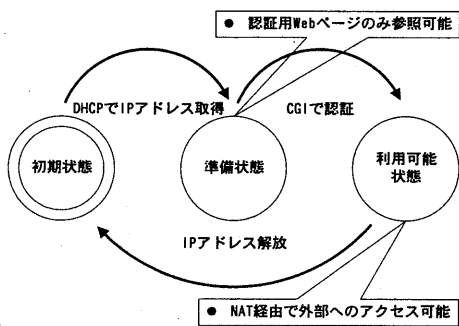 ● 認証用Webページのみ参照可能
DHCPでIPアドレス取得
CGIで認証
初期状態
準備状態
利用可能
状態
IPアドレス解放
● NAT経由で外部へのアクセス可能